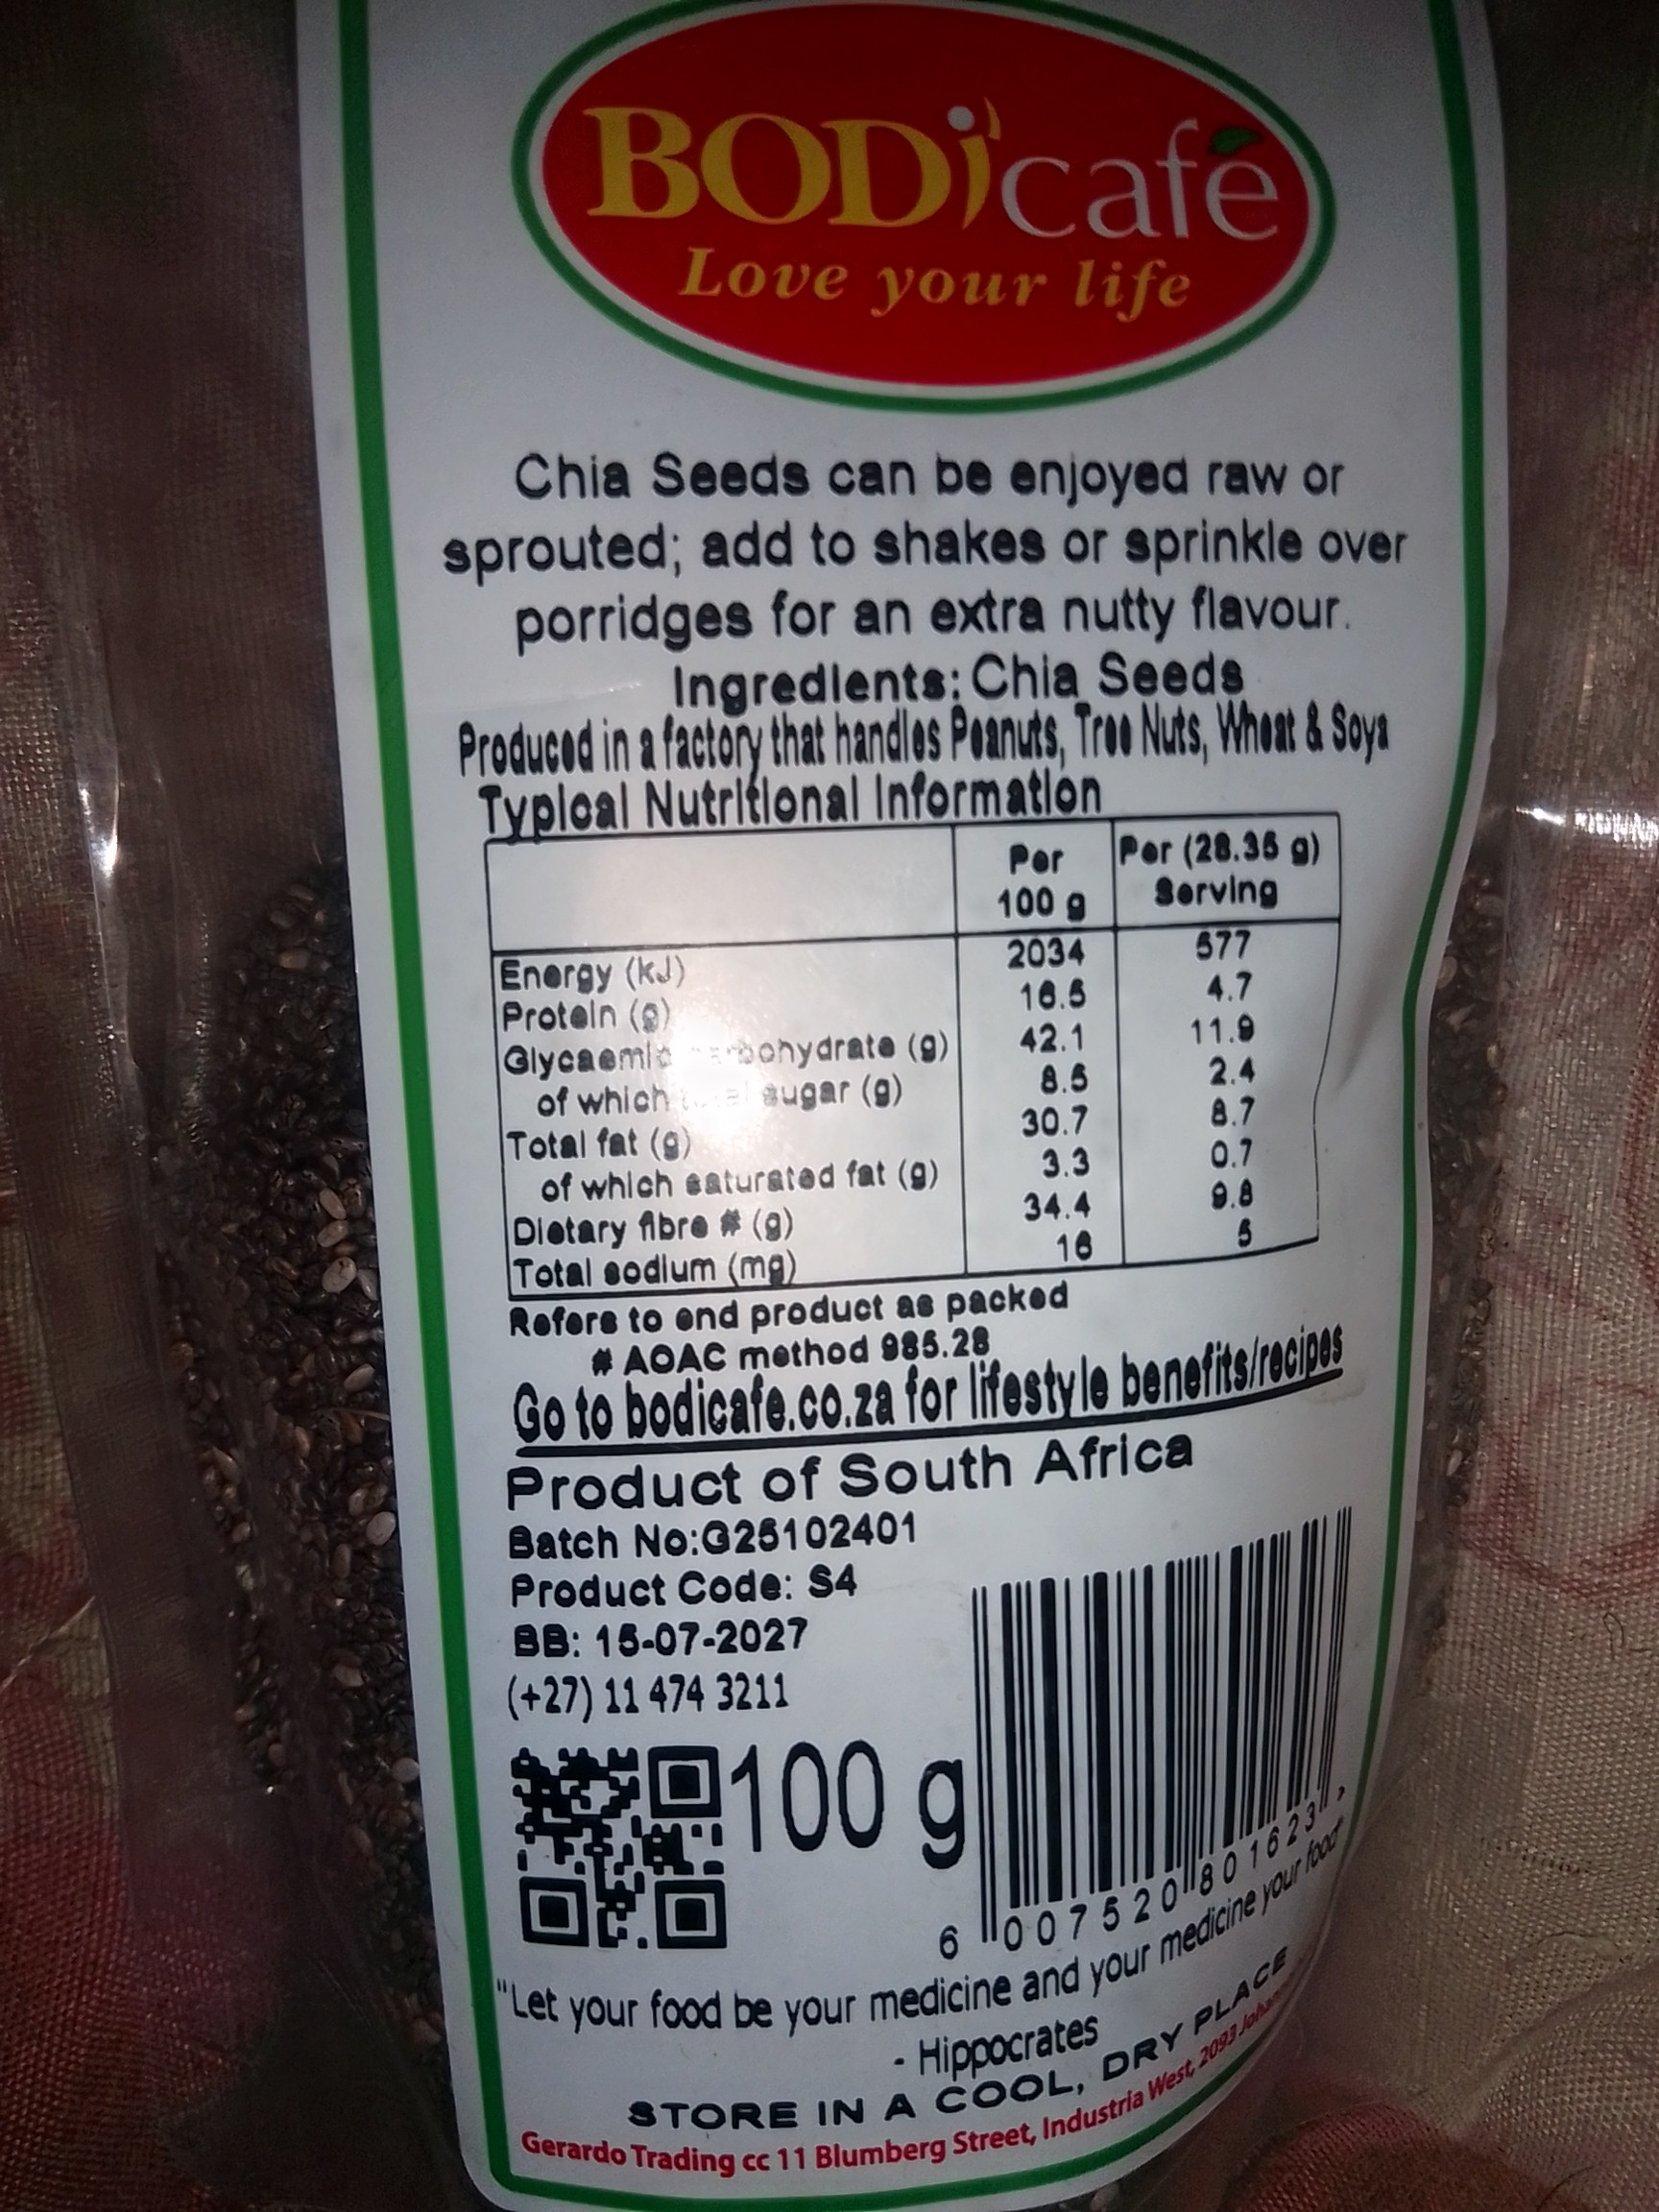 BODicafé
Love your life
Chia Seeds can be enjoyed raw or
sprouted; add to shakes or sprinkle over
porridges for an extra nutty flavour.
Ingredients: Chia Seeds
Produced in a factory that handles Peanuts, Tree Nuts, Wheat & Soya
Typical Nutritional Information
Per 100 g Per (28.35 g) Serving
Energy (kJ) 2034 577
Protein (g) 16.5 4.7
Glycaemic carbohydrate (g) 42.1 11.9
of which total sugar (g) 8.5 2.4
Total fat (g) 30.7 8.7
of which saturated fat (g) 3.3 0.7
Dietary fibre # (g) 34.4 9.8
Total sodium (mg) 16 5
Refers to end product as packed
# AOAC method 985.28
Go to bodicafe.co.za for lifestyle benefits/recipes
Product of South Africa
Batch No:G25102401
Product Code: S4
BB: 15-07-2027
(+27) 11 474 3211
100 g
6 007520 801623 >
"Let your food be your medicine and your medicine your food"
- Hippocrates
STORE IN A COOL, DRY PLACE
Gerardo Trading cc 11 Blumberg Street, Industria West, 2093